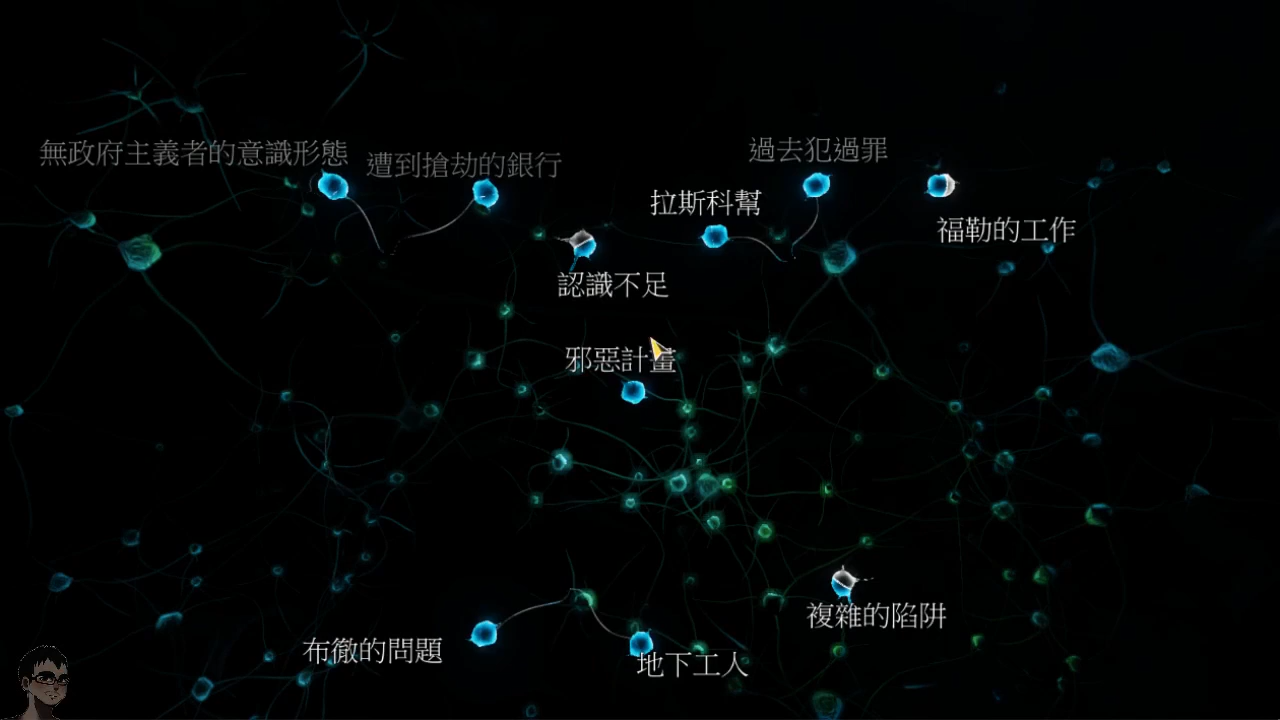 無政府主義者的意識形態
遭到搶劫的銀行
過去犯過罪
拉斯科幫
福勒的工作
認識不足
邪惡計畫
複雜的陷阱
布徹的問題
地下工人